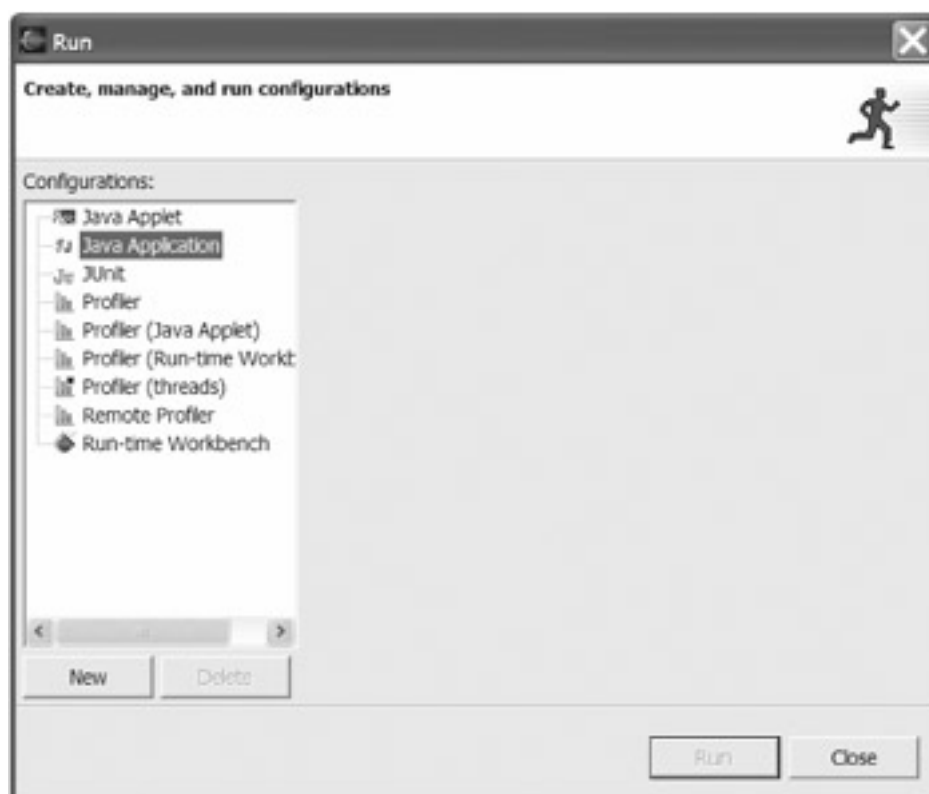 Run
Create, manage, and run configurations
Configurations:
Java Applet
Java Application
JUnit
Profiler
Profiler (Java Applet)
Profiler (Run-time Workt
Profiler (threads)
Remote Profiler
Run-time Workbench
New
Delete
Run
Close